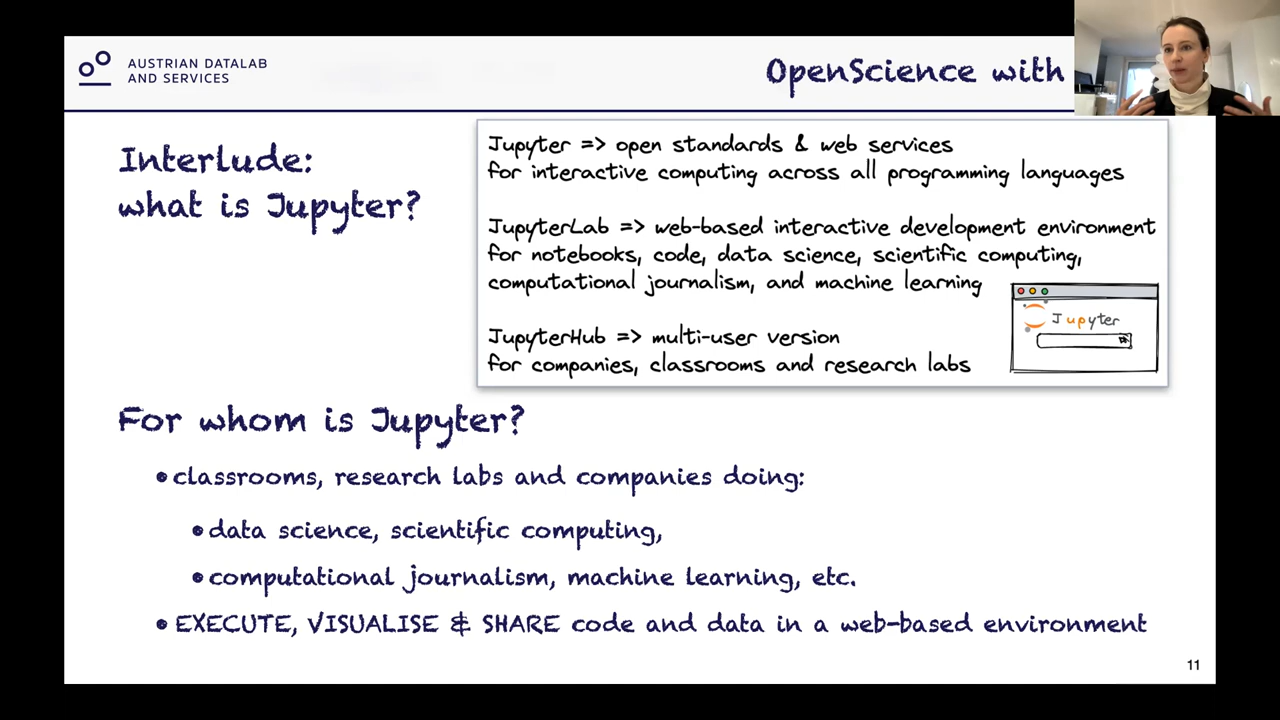 AUSTRIAN DATALAB
AND SERVICES
OpenScience with
Interlude:
what is Jupyter?
Jupyter => open standards & web services
for interactive computing across all programming languages
JupyterLab => web-based interactive development environment
for notebooks, code, data science, scientific computing,
computational journalism, and machine learning
Jupyter
JupyterHub => multi-user version
for companies, classrooms and research labs
For whom is Jupyter?
•classrooms, research labs and companies doing:
•data science, scientific computing,
•computational journalism, machine learning, etc.
•EXECUTE, VISUALISE & SHARE code and data in a web-based environment
11